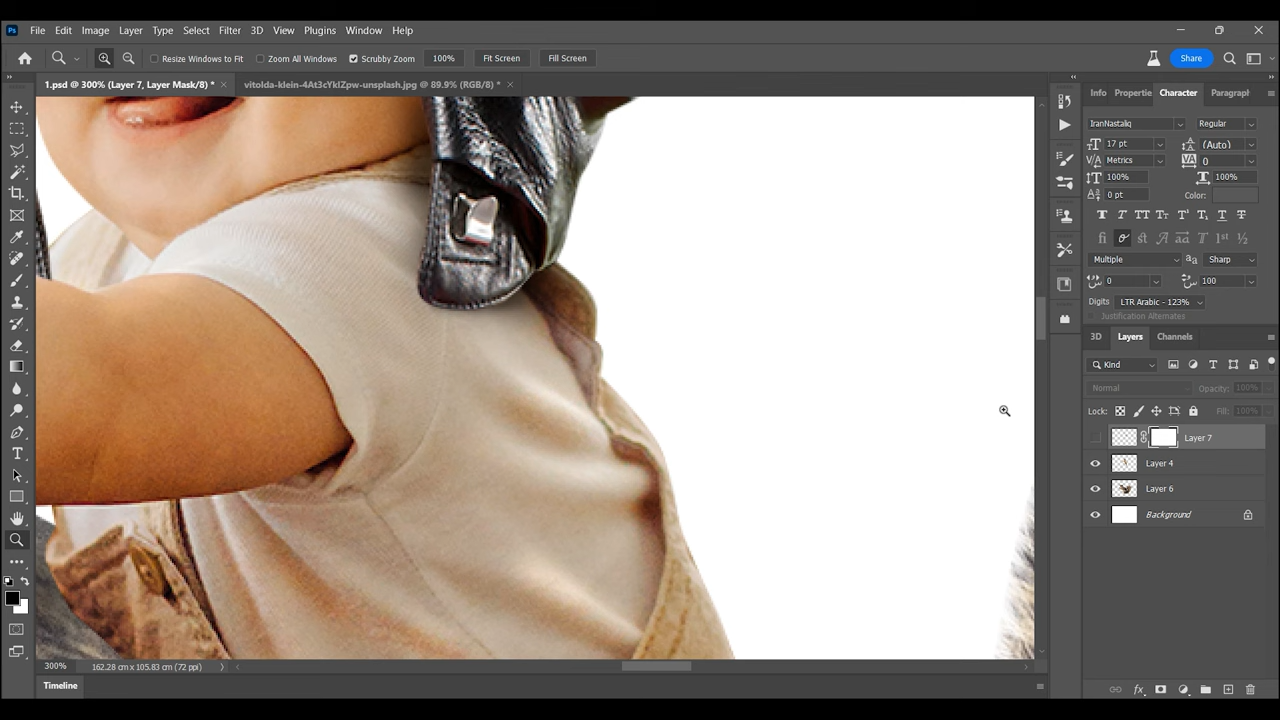 Ps File Edit Image Layer Type Select Filter 3D View Plugins Window Help
Resize Windows to Fit Zoom All Windows Scrubby Zoom 100% Fit Screen Fill Screen Share
1.psd @ 300% (Layer 7, Layer Mask/8) * vitolda-klein-4At3cYkIZpw-unsplash.jpg @ 89.9% (RGB/8) *
Info Propertie Character Paragraph
IranNastaliq Regular
17 pt (Auto)
Metrics 0
100% 100%
0 pt Color:
Multiple Sharp
0 100
Digits LTR Arabic - 123%
Justification Alternates
3D Layers Channels
Kind
Normal Opacity: 100%
Lock: Fill: 100%
Layer 7
Layer 4
Layer 6
Background
300% 162.28 cm x 105.83 cm (72 ppi)
Timeline